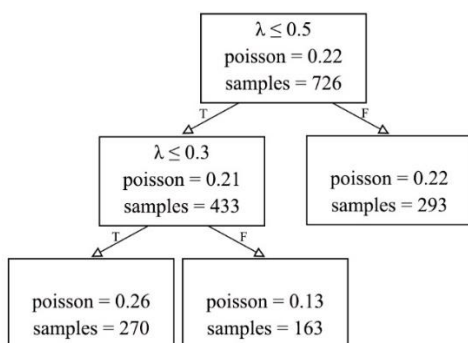 λ ≤ 0.5
poisson = 0.22
samples = 726
T
F
λ ≤ 0.3
poisson = 0.21
samples = 433
poisson = 0.22
samples = 293
T
F
poisson = 0.26
samples = 270
poisson = 0.13
samples = 163